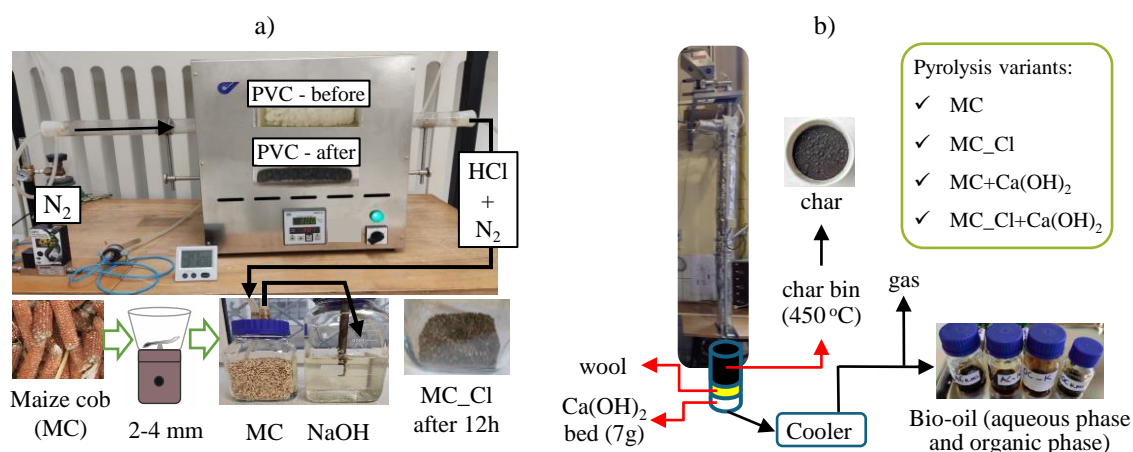 a)
PVC - before
PVC - after
N2
HCl
+
N2
Maize cob
(MC)
2-4 mm
MC
NaOH
MC_Cl
after 12h
b)
Pyrolysis variants:
✓ MC
✓ MC_Cl
✓ MC+Ca(OH)2
✓ MC_Cl+Ca(OH)2
char
char bin
(450 °C)
gas
wool
Ca(OH)2
bed (7g)
Cooler
Bio-oil (aqueous phase
and organic phase)